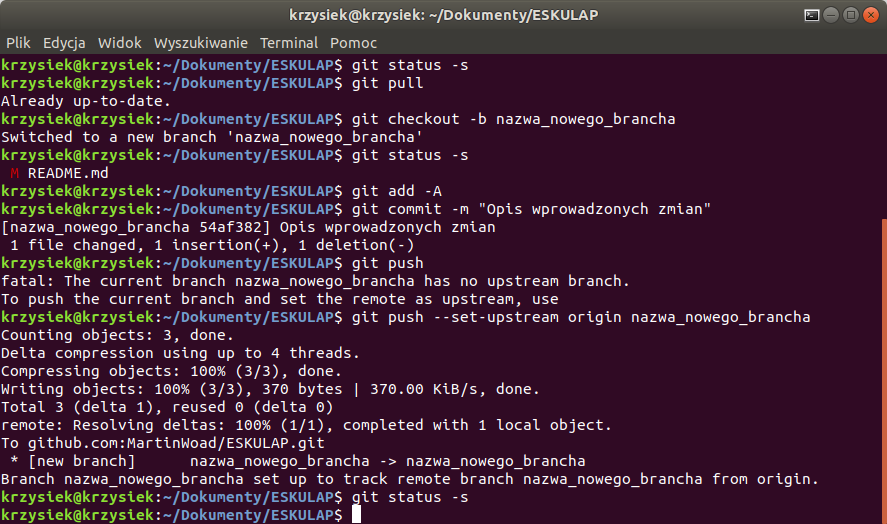 krzysiek@krzysiek: ~/Dokumenty/ESKULAP
Plik Edycja Widok Wyszukiwanie Terminal Pomoc
krzysiek@krzysiek:~/Dokumenty/ESKULAP$ git status -s
krzysiek@krzysiek:~/Dokumenty/ESKULAP$ git pull
Already up-to-date.
krzysiek@krzysiek:~/Dokumenty/ESKULAP$ git checkout -b nazwa_nowego_brancha
Switched to a new branch 'nazwa_nowego_brancha'
krzysiek@krzysiek:~/Dokumenty/ESKULAP$ git status -s
 M README.md
krzysiek@krzysiek:~/Dokumenty/ESKULAP$ git add -A
krzysiek@krzysiek:~/Dokumenty/ESKULAP$ git commit -m "Opis wprowadzonych zmian"
[nazwa_nowego_brancha 54af382] Opis wprowadzonych zmian
 1 file changed, 1 insertion(+), 1 deletion(-)
krzysiek@krzysiek:~/Dokumenty/ESKULAP$ git push
fatal: The current branch nazwa_nowego_brancha has no upstream branch.
To push the current branch and set the remote as upstream, use
krzysiek@krzysiek:~/Dokumenty/ESKULAP$ git push --set-upstream origin nazwa_nowego_brancha
Counting objects: 3, done.
Delta compression using up to 4 threads.
Compressing objects: 100% (3/3), done.
Writing objects: 100% (3/3), 370 bytes | 370.00 KiB/s, done.
Total 3 (delta 1), reused 0 (delta 0)
remote: Resolving deltas: 100% (1/1), completed with 1 local object.
To github.com:MartinWoad/ESKULAP.git
 * [new branch]      nazwa_nowego_brancha -> nazwa_nowego_brancha
Branch nazwa_nowego_brancha set up to track remote branch nazwa_nowego_brancha from origin.
krzysiek@krzysiek:~/Dokumenty/ESKULAP$ git status -s
krzysiek@krzysiek:~/Dokumenty/ESKULAP$